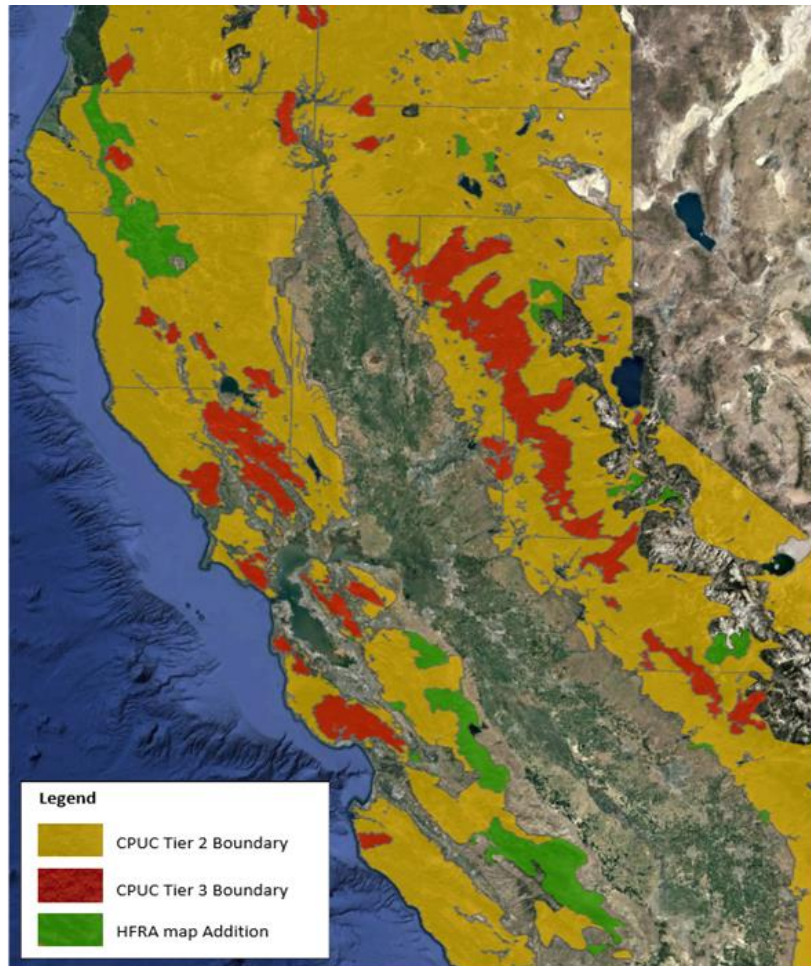 Legend
CPUC Tier 2 Boundary
CPUC Tier 3 Boundary
HFRA map Addition